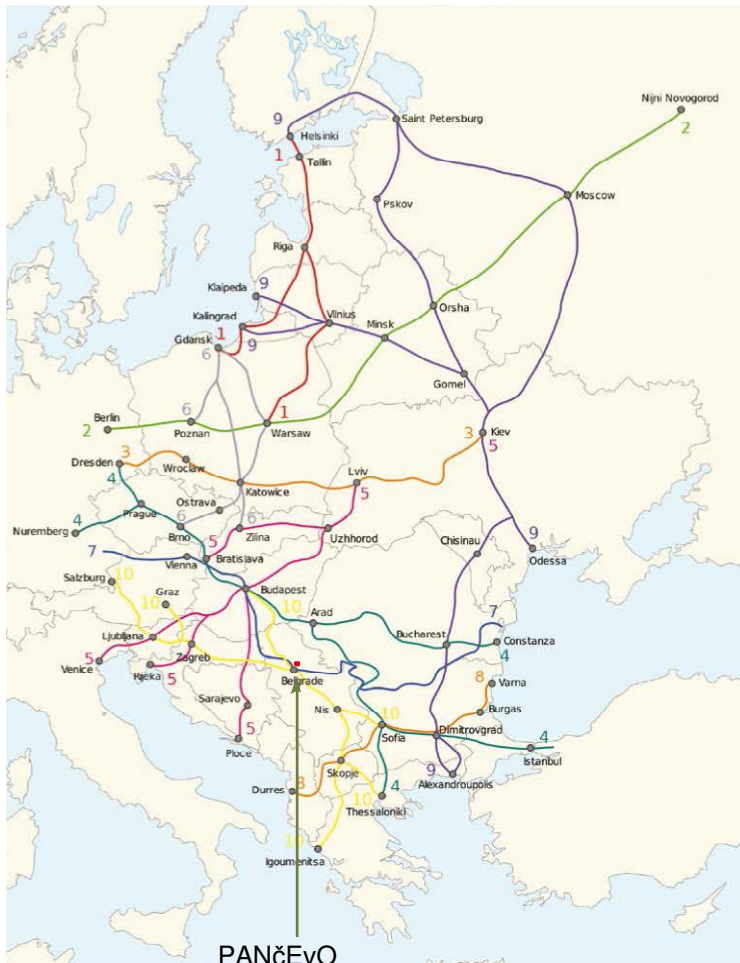 Nijni Novogorod
2
9
Saint Petersburg
Helsinki
1
Tallin
Moscow
Pskov
Riga
Klaipeda
9
Kalingrad
Vilnius
Orsha
1
Gdansk
6
9
Minsk
Gomel
Berlin
2
6
Poznan
1
Warsaw
3
Kiev
5
Dresden
3
4
Wroclaw
Lviv
5
Katowice
Ostrava
4
Prague
Nuremberg
6
Brno
6
Zilina
5
Uzhhorod
Chisinau
9
Odessa
7
Vienna
Bratislava
Salzburg
10
Graz
10
Budapest
10
Arad
7
Ljubljana
Bucharest
Constanza
4
Venice
5
Rijeka
5
Zagreb
Belgrade
8
Varna
Sarajevo
5
Ploce
Nis
10
Sofia
Burgas
Dimitrovgrad
4
Istanbul
Skopje
9
Alexandroupolis
Durres
8
10
4
Thessaloniki
10
Igoumenitsa
PANčEvO